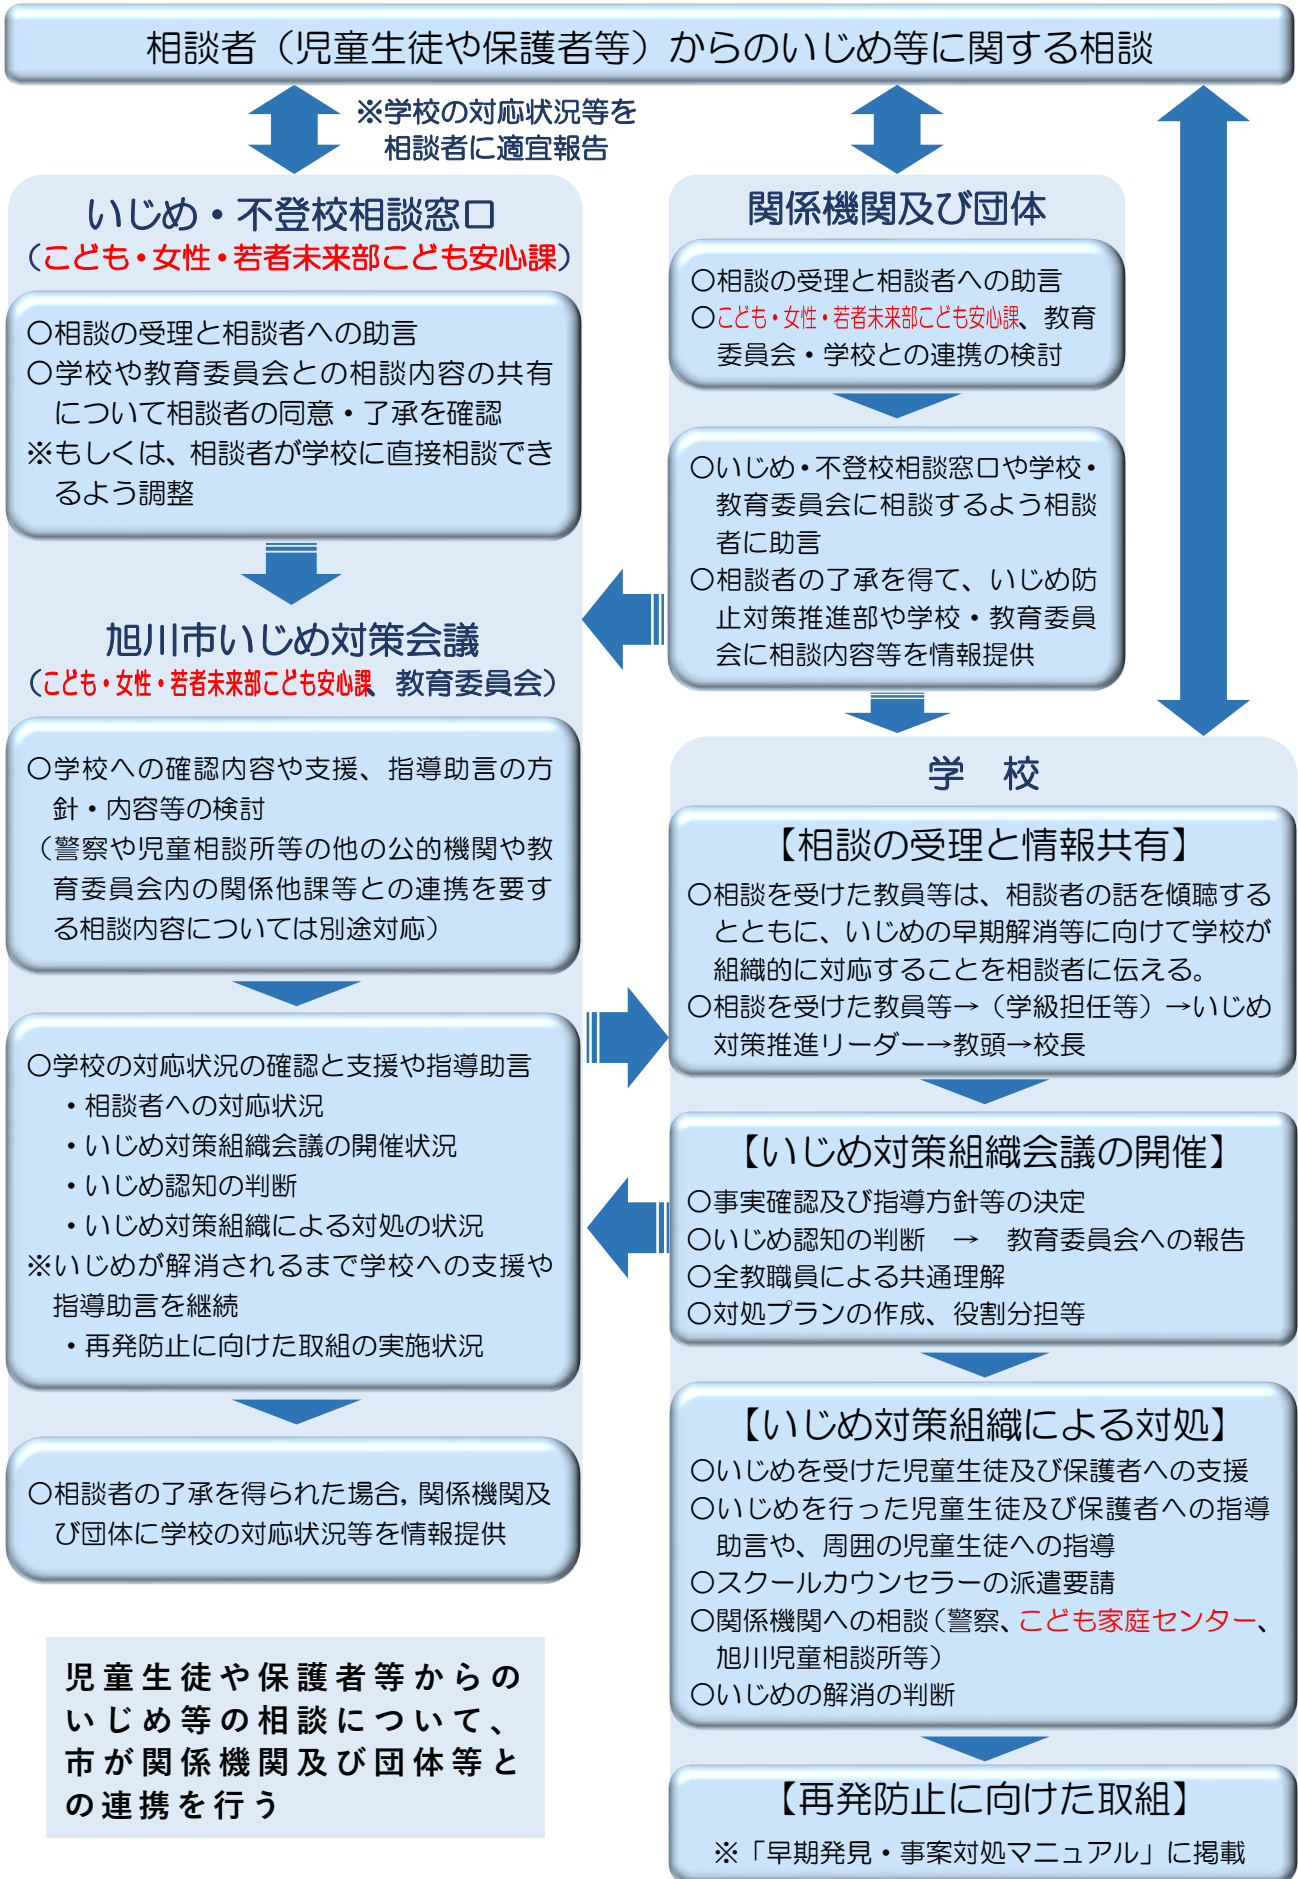 相談者（児童生徒や保護者等）からのいじめ等に関する相談
※学校の対応状況等を
相談者に適宜報告
いじめ・不登校相談窓口
（こども・女性・若者未来部こども安心課）
〇相談の受理と相談者への助言
〇学校や教育委員会との相談内容の共有
について相談者の同意・了承を確認
※もしくは、相談者が学校に直接相談でき
るよう調整
旭川市いじめ対策会議
（こども・女性・若者未来部こども安心課、教育委員会）
〇学校への確認内容や支援、指導助言の方
針・内容等の検討
（警察や児童相談所等の他の公的機関や教
育委員会内の関係他課等との連携を要す
る相談内容については別途対応）
〇学校の対応状況の確認と支援や指導助言
・相談者への対応状況
・いじめ対策組織会議の開催状況
・いじめ認知の判断
・いじめ対策組織による対処の状況
※いじめが解消されるまで学校への支援や
指導助言を継続
・再発防止に向けた取組の実施状況
〇相談者の了承を得られた場合，関係機関及
び団体に学校の対応状況等を情報提供
児童生徒や保護者等からの
いじめ等の相談について、
市が関係機関及び団体等と
の連携を行う
関係機関及び団体
〇相談の受理と相談者への助言
〇こども・女性・若者未来部こども安心課、教育
委員会・学校との連携の検討
〇いじめ・不登校相談窓口や学校・
教育委員会に相談するよう相談
者に助言
〇相談者の了承を得て、いじめ防
止対策推進部や学校・教育委員
会に相談内容等を情報提供
学　校
【相談の受理と情報共有】
〇相談を受けた教員等は、相談者の話を傾聴する
とともに、いじめの早期解消等に向けて学校が
組織的に対応することを相談者に伝える。
〇相談を受けた教員等→（学級担任等）→いじめ
対策推進リーダー→教頭→校長
【いじめ対策組織会議の開催】
〇事実確認及び指導方針等の決定
〇いじめ認知の判断　→　教育委員会への報告
〇全教職員による共通理解
〇対処プランの作成、役割分担等
【いじめ対策組織による対処】
〇いじめを受けた児童生徒及び保護者への支援
〇いじめを行った児童生徒及び保護者への指導
助言や、周囲の児童生徒への指導
〇スクールカウンセラーの派遣要請
〇関係機関への相談（警察、こども家庭センター、
旭川児童相談所等）
〇いじめの解消の判断
【再発防止に向けた取組】
※「早期発見・事案対処マニュアル」に掲載